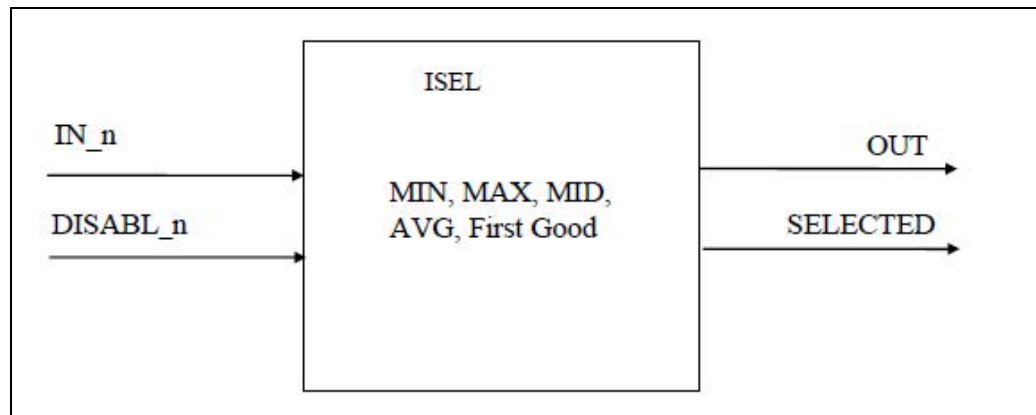 ISEL
IN_n
DISABL_n
MIN, MAX, MID,
AVG, First Good
OUT
SELECTED